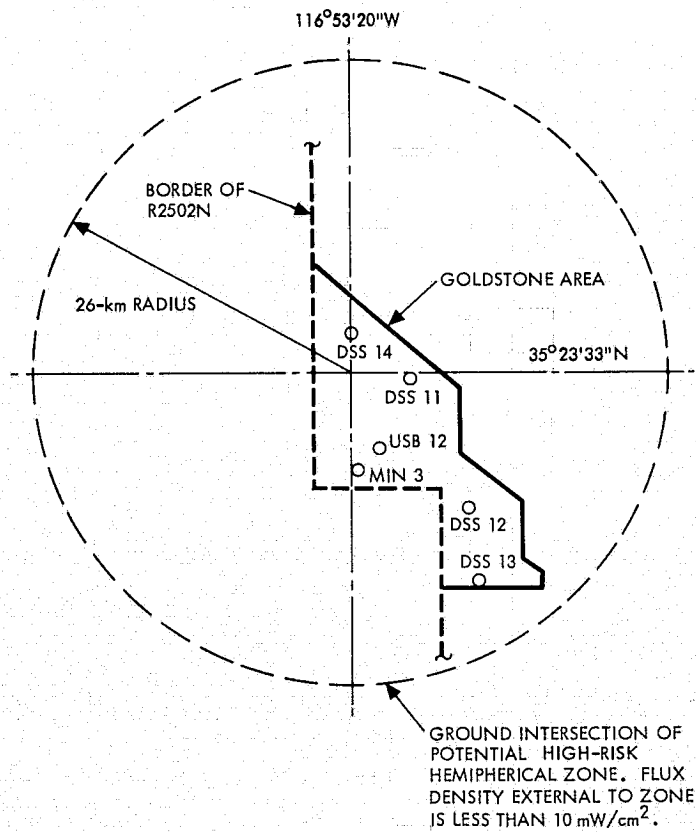 116°53'20"W
BORDER OF
R2502N
26-km RADIUS
GOLDSTONE AREA
DSS 14
35°23'33"N
DSS 11
USB 12
MIN 3
DSS 12
DSS 13
GROUND INTERSECTION OF
POTENTIAL HIGH-RISK
HEMIPHERICAL ZONE. FLUX
DENSITY EXTERNAL TO ZONE
IS LESS THAN 10 mW/cm².